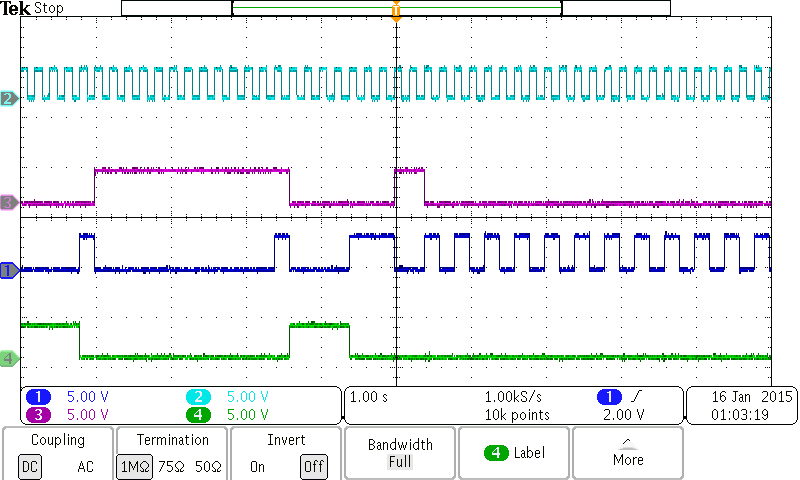 Tek Stop
T
2
3
1
4
1 5.00 V 2 5.00 V
3 5.00 V 4 5.00 V
1.00 s 1.00kS/s
10k points
1 2.00 V
16 Jan 2015
01:03:19
Coupling
DC AC
Termination
1MΩ 75Ω 50Ω
Invert
On Off
Bandwidth
Full
4 Label
More